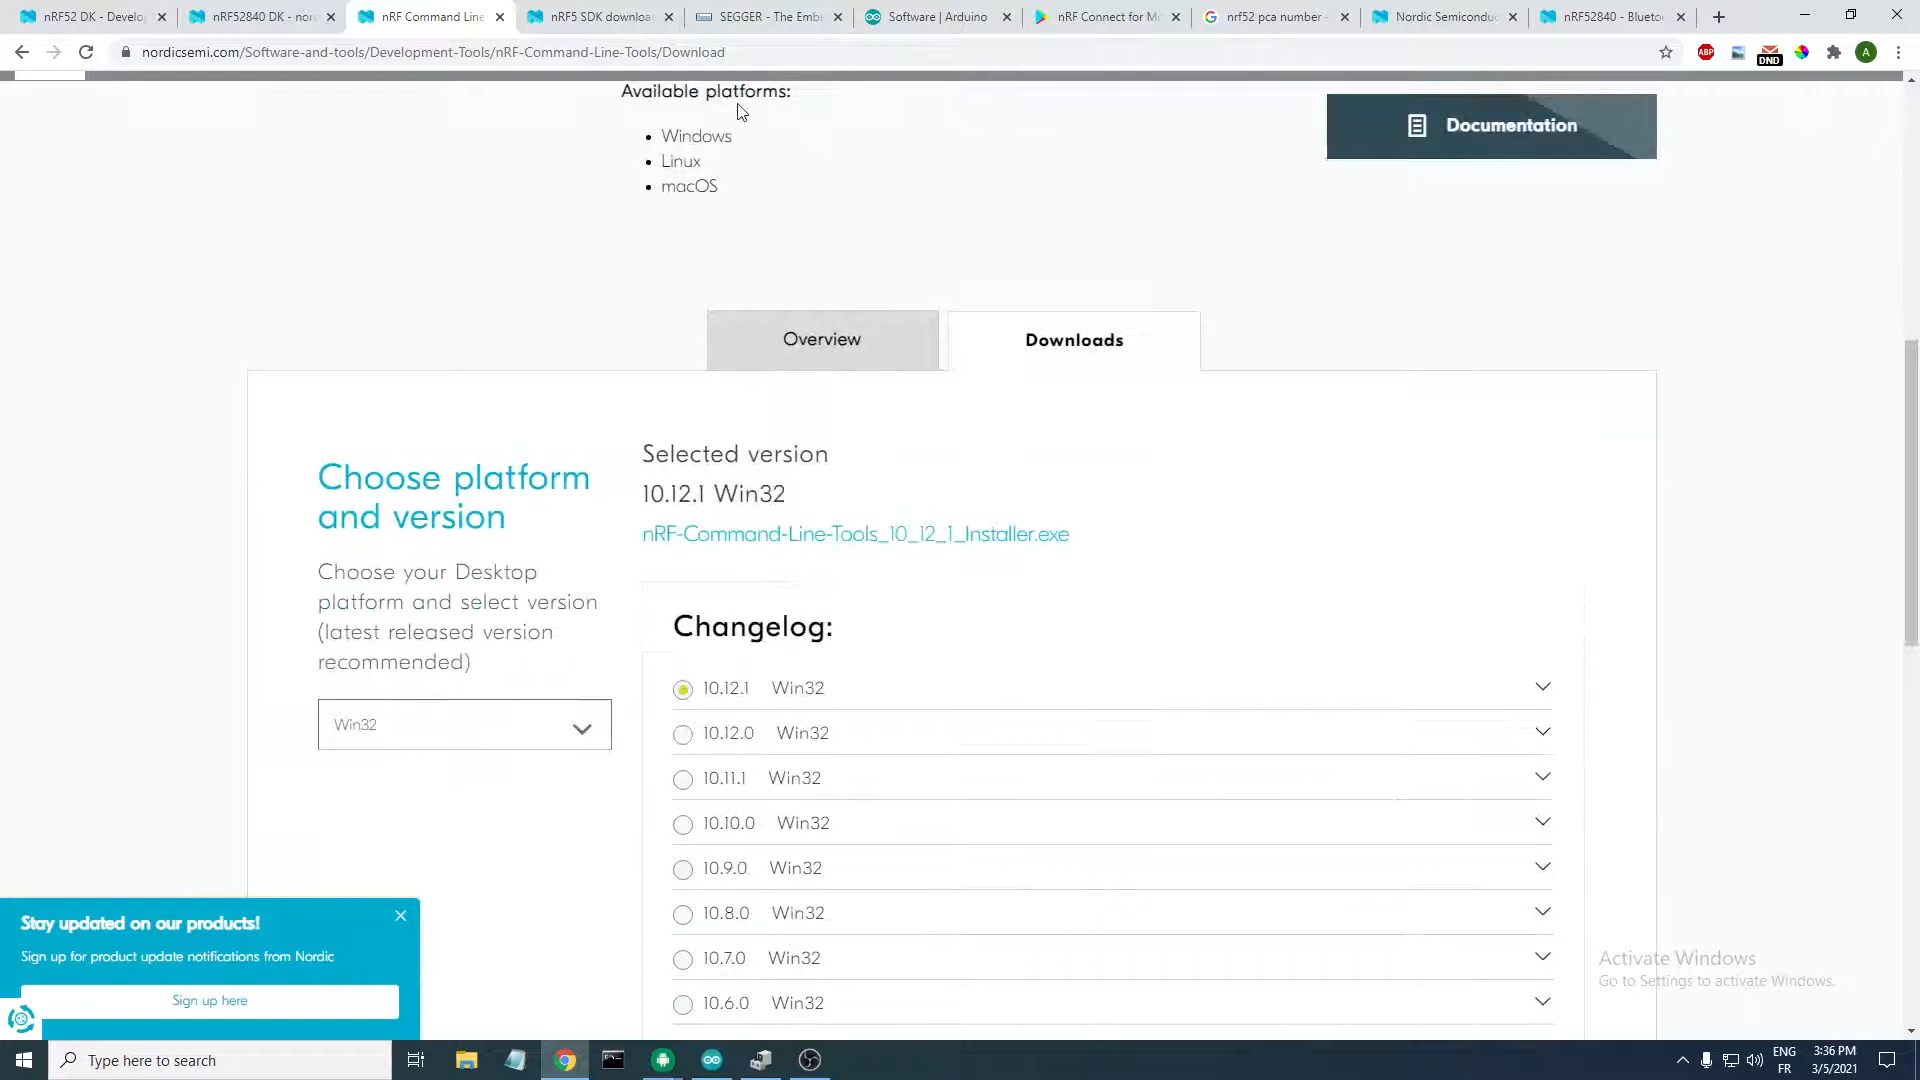 nRF52 DK - Develo
nRF52840 DK - nor
nRF Command Line
nRF5 SDK downloa
SEGGER - The Emb
Software | Arduino
nRF Connect for Mo
nrf52 pca number -
Nordic Semicondu
nRF52840 - Blueto
nordicsemi.com/Software-and-tools/Development-Tools/nRF-Command-Line-Tools/Download
ABP
DND
A
Available platforms:
Windows
Linux
macOS
Documentation
Overview
Downloads
Choose platform
and version
Choose your Desktop
platform and select version
(latest released version
recommended)
Win32
Selected version
10.12.1 Win32
nRF-Command-Line-Tools_10_12_1_Installer.exe
Changelog:
10.12.1 Win32
10.12.0 Win32
10.11.1 Win32
10.10.0 Win32
10.9.0 Win32
10.8.0 Win32
10.7.0 Win32
10.6.0 Win32
Stay updated on our products!
Sign up for product update notifications from Nordic
Sign up here
Activate Windows
Go to Settings to activate Windows.
Type here to search
ENG
FR
3:36 PM
3/5/2021